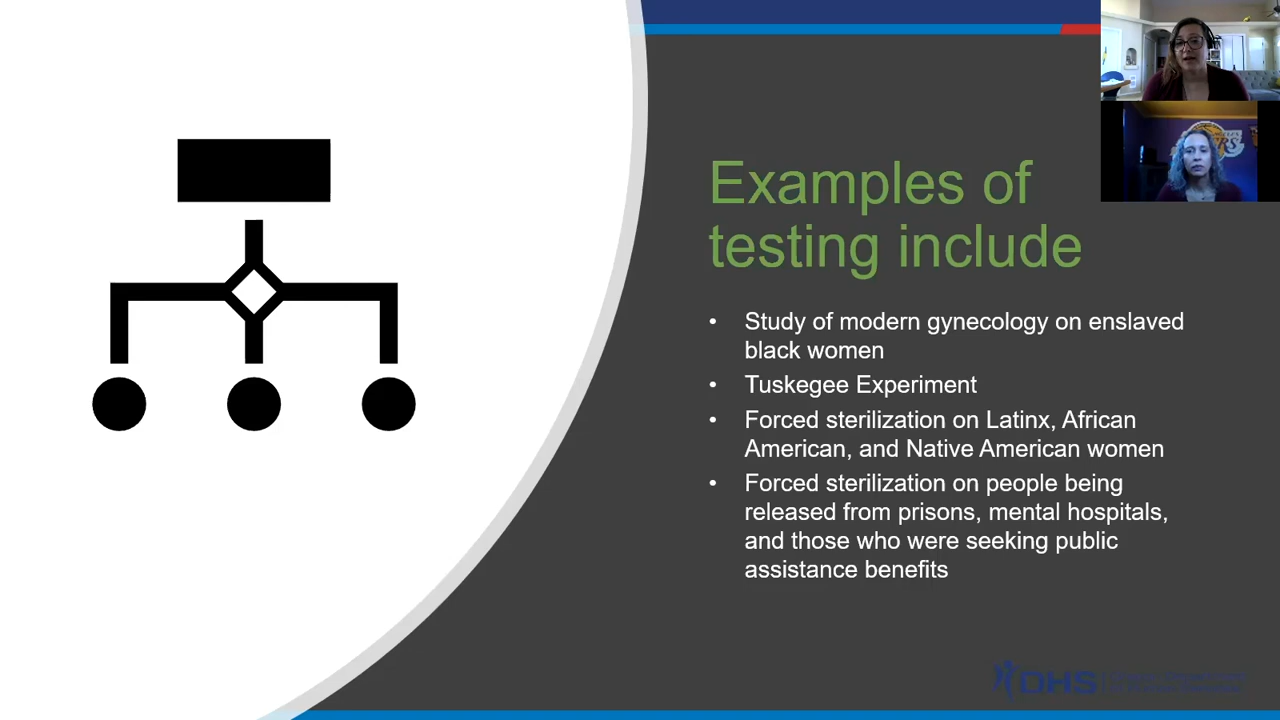 Examples of
testing include
• Study of modern gynecology on enslaved
black women
• Tuskegee Experiment
• Forced sterilization on Latinx, African
American, and Native American women
• Forced sterilization on people being
released from prisons, mental hospitals,
and those who were seeking public
assistance benefits
DHS